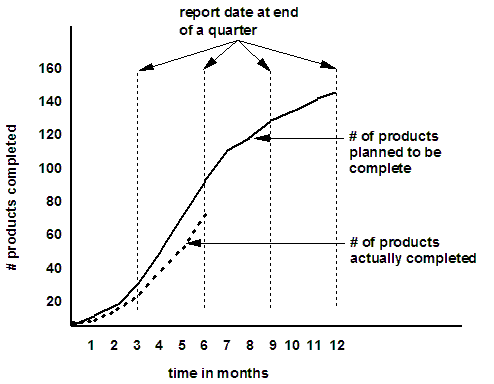 report date at end
of a quarter
160
140
120
100
80
60
40
20
# products completed
# of products
planned to be
complete
# of products
actually completed
1 2 3 4 5 6 7 8 9 10 11 12
time in months